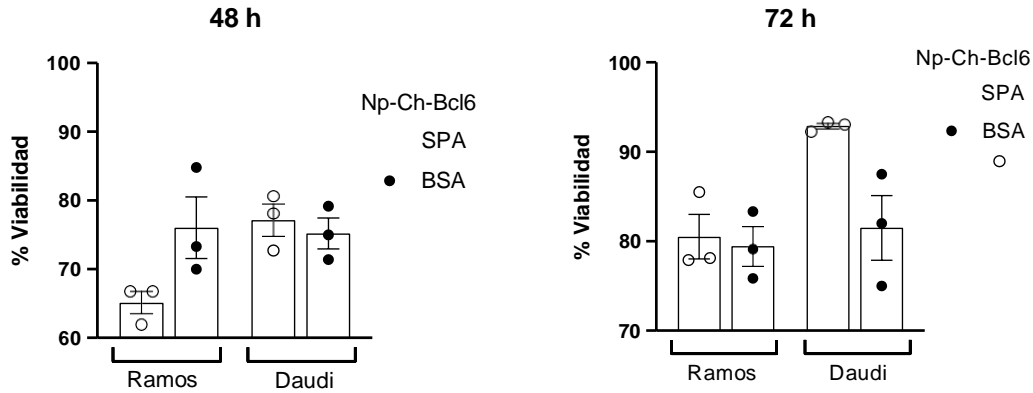 48 h
100
90
80
70
60
% Viabilidad
Ramos
Daudi
Np-Ch-Bcl6
SPA
BSA
72 h
100
90
80
70
% Viabilidad
Ramos
Daudi
Np-Ch-Bcl6
SPA
BSA